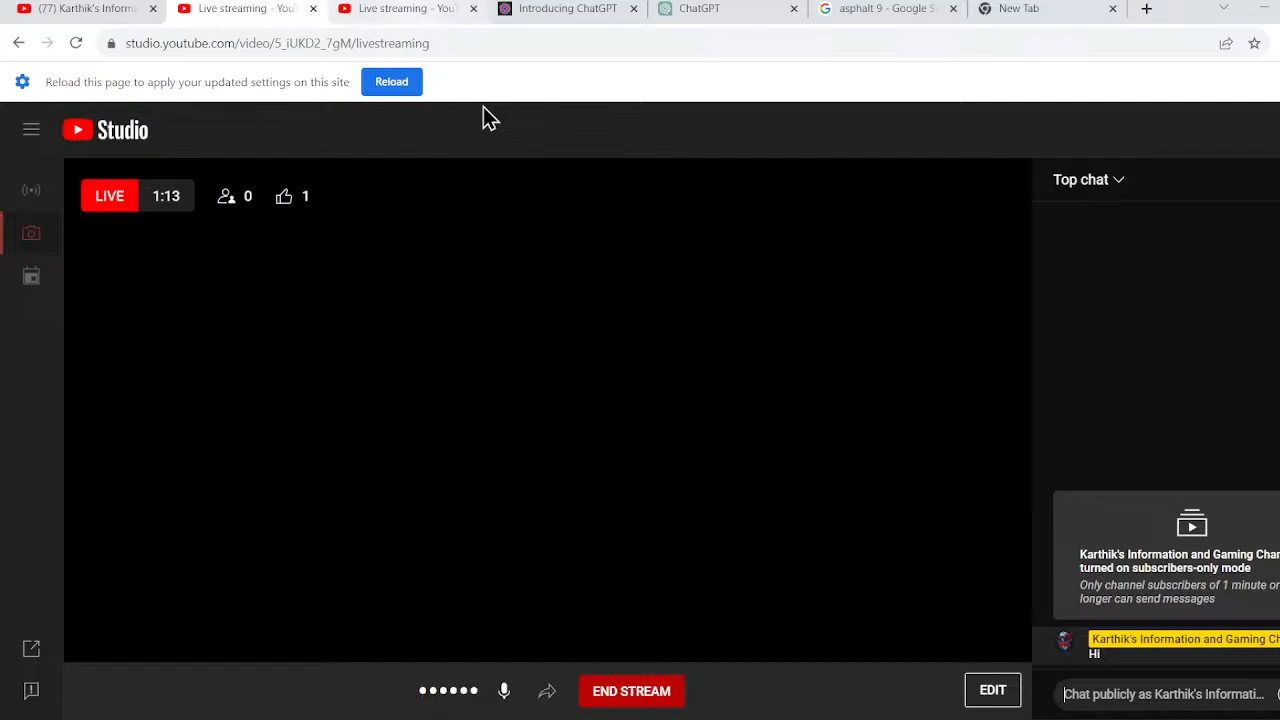 (77) Karthik's Inform
Live streaming - You
Live streaming - You
Introducing ChatGPT
ChatGPT
asphalt 9 - Google S
New Tab
studio.youtube.com/video/5_iUKD2_7gM/livestreaming
Reload this page to apply your updated settings on this site
Reload
Studio
LIVE 1:13 0 1
Top chat
Karthik's Information and Gaming Chan
turned on subscribers-only mode
Only channel subscribers of 1 minute or
longer can send messages
Karthik's Information and Gaming Ch
Hi
END STREAM
EDIT
Chat publicly as Karthik's Informati...